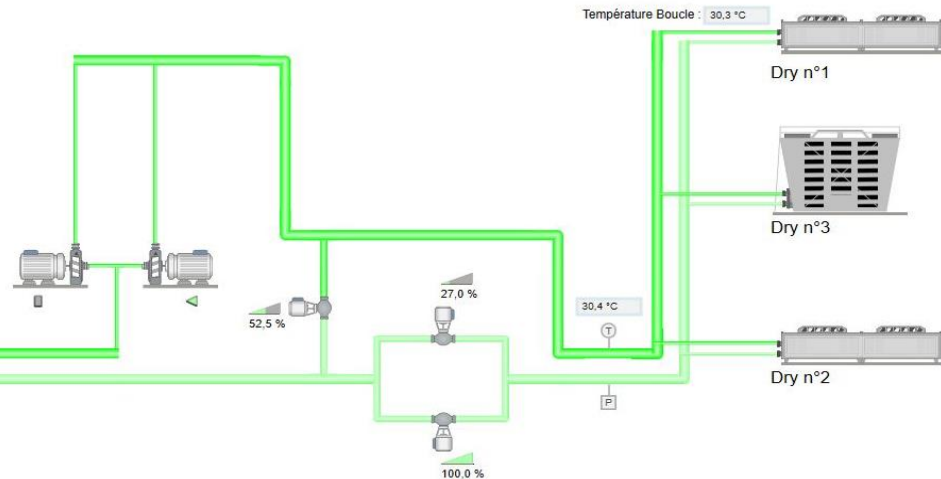 Température Boucle : 30,3 °C
Dry n°1
Dry n°3
27,0 %
30,4 °C
52,5 %
T
Dry n°2
P
100,0 %